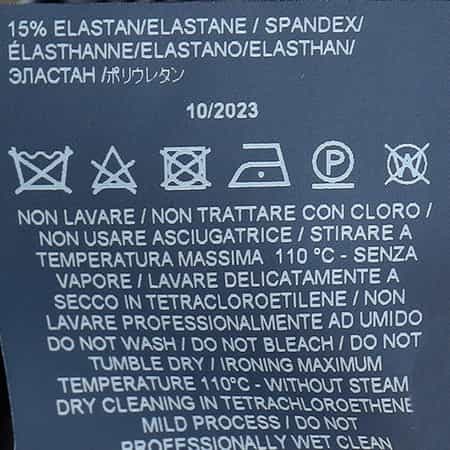 15% ELASTAN/ELASTANE / SPANDEX/
ÉLASTHANNE/ELASTANO/ELASTHAN/
ЭЛАСТАН /ポリウレタン
10/2023
P W
NON LAVARE / NON TRATTARE CON CLORO /
NON USARE ASCIUGATRICE / STIRARE A
TEMPERATURA MASSIMA 110 °C - SENZA
VAPORE / LAVARE DELICATAMENTE A
SECCO IN TETRACLOROETILENE / NON
LAVARE PROFESSIONALMENTE AD UMIDO
DO NOT WASH / DO NOT BLEACH / DO NOT
TUMBLE DRY / IRONING MAXIMUM
TEMPERATURE 110°C - WITHOUT STEAM
DRY CLEANING IN TETRACHLOROETHENE
MILD PROCESS / DO NOT
PROFESSIONALLY WET CLEAN